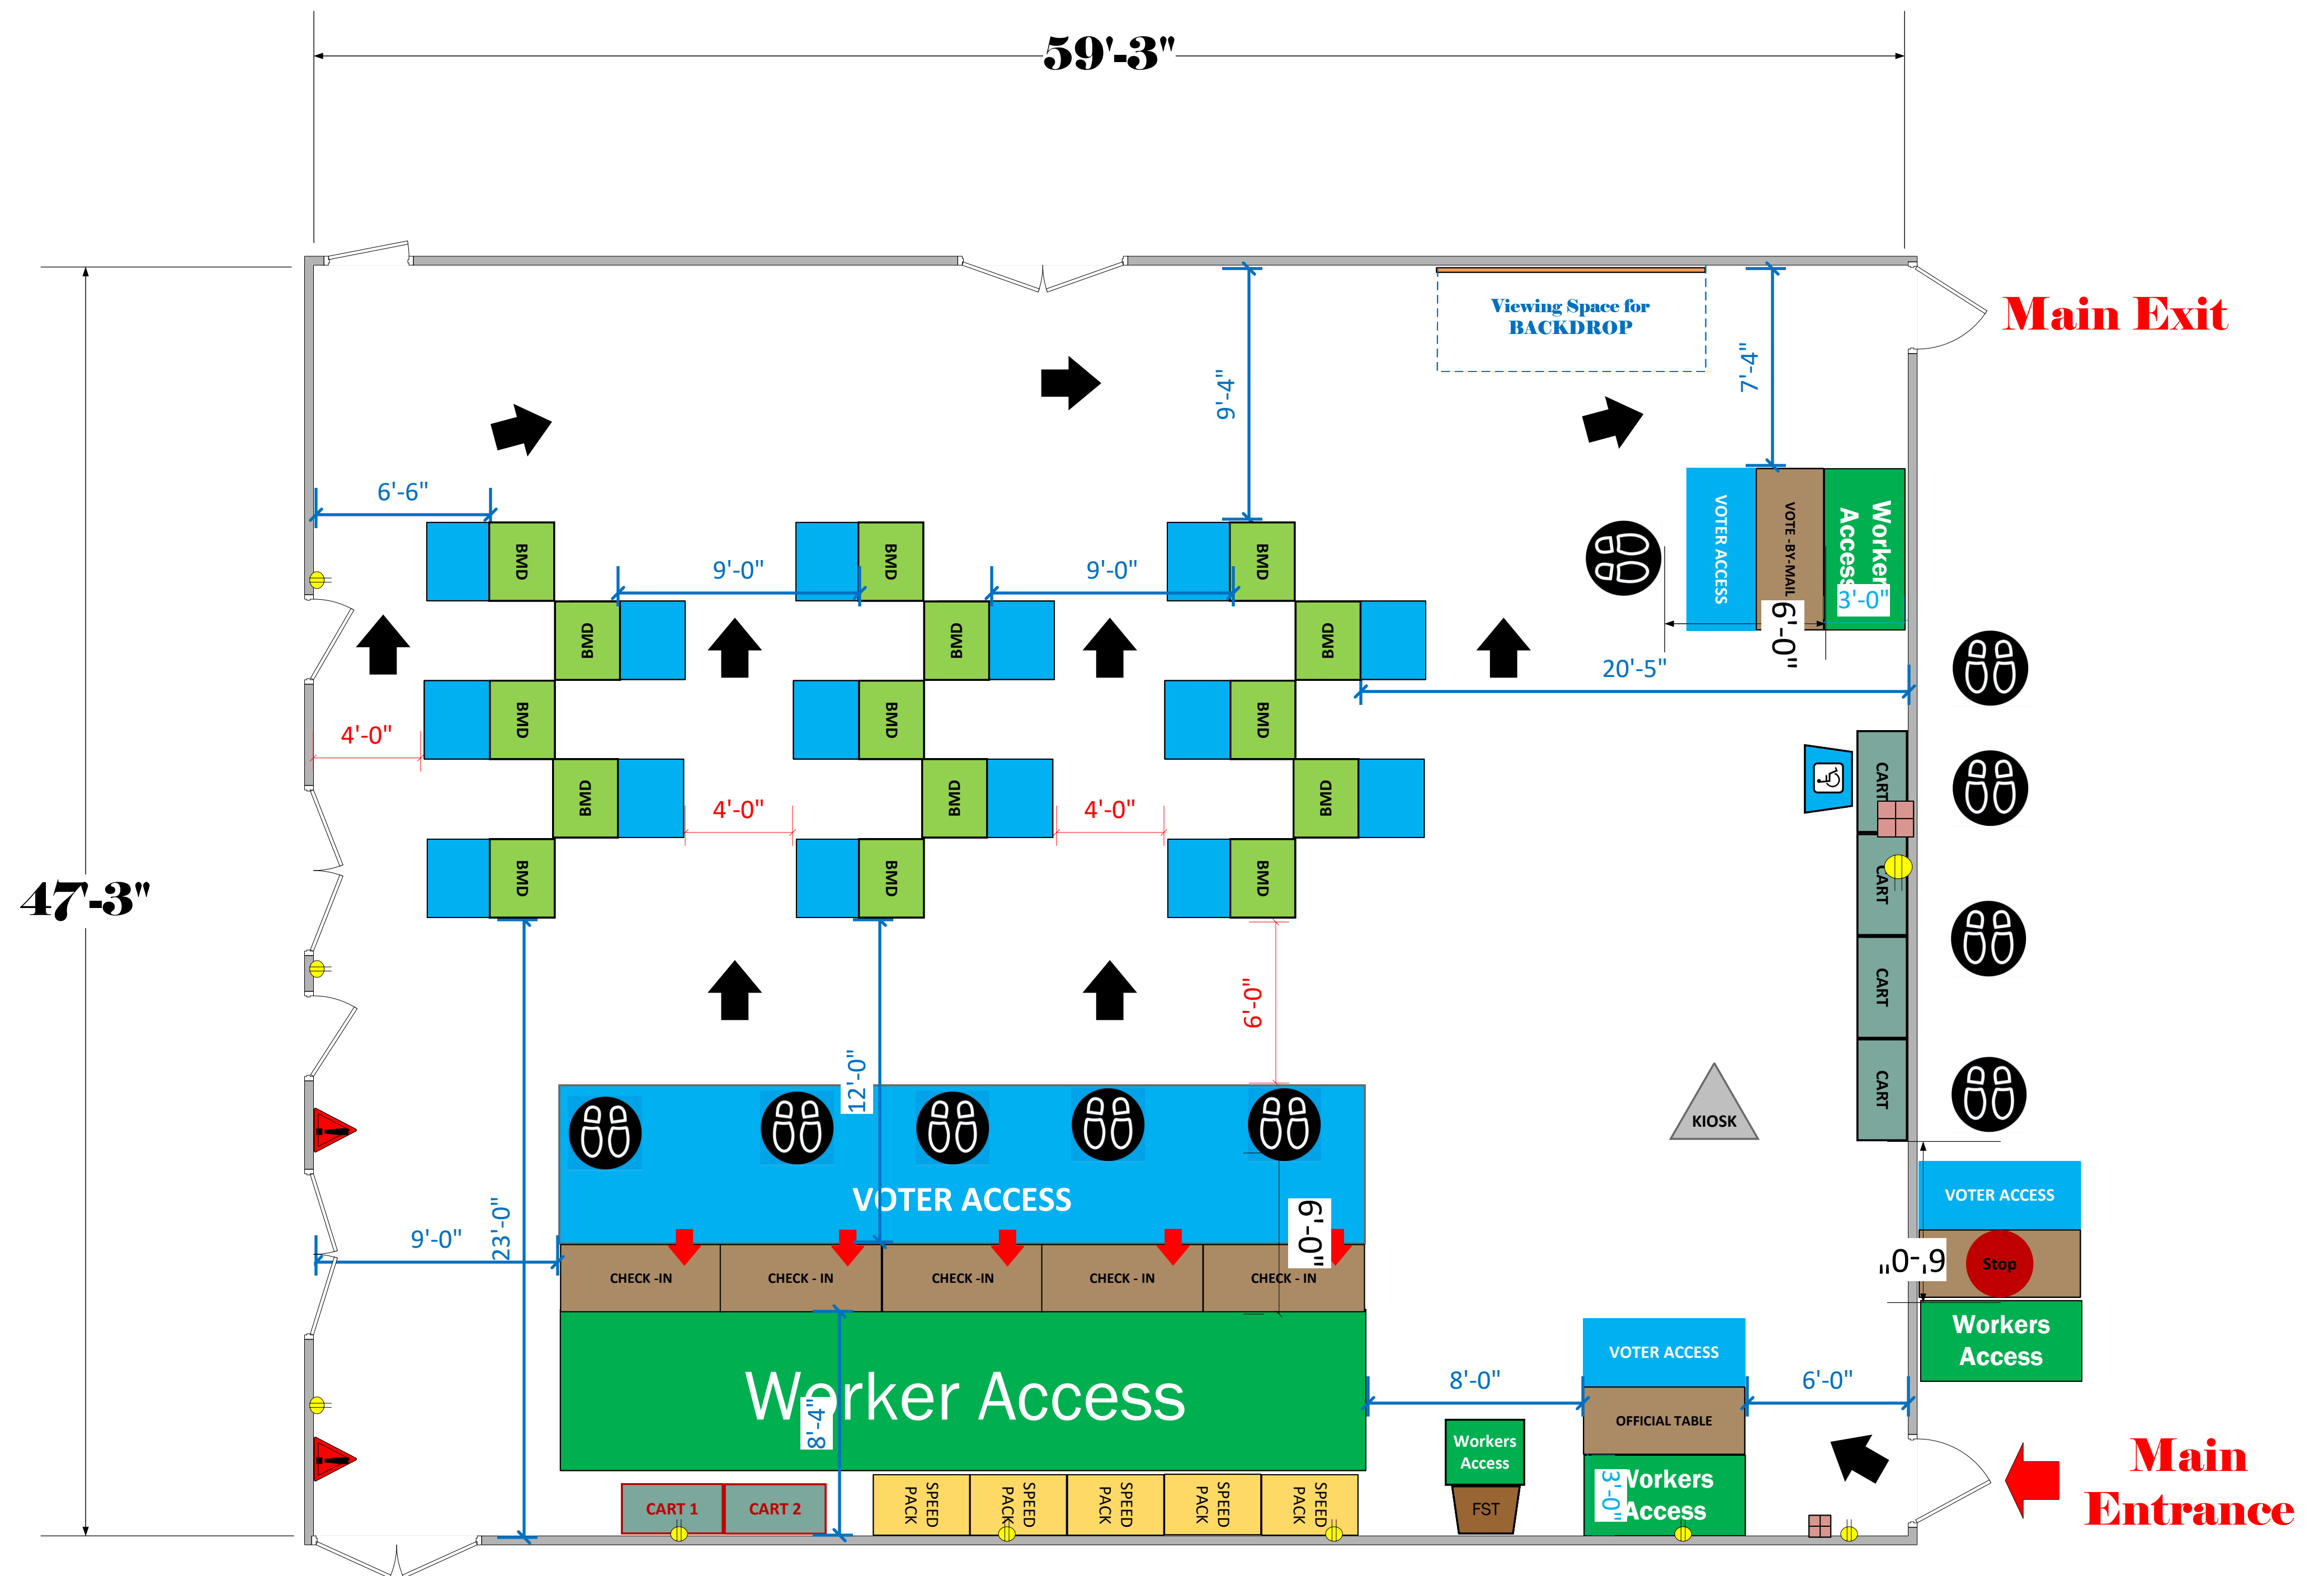 59'-3"
Main Exit
Viewing Space for
BACKDROP
9'-4"
7'-4"
6'-6"
VOTER ACCESS
VOTE -BY-MAIL
Worker
Access
3'-0"
6'-0"
BMD
BMD
BMD
9'-0"
9'-0"
BMD
BMD
BMD
20'-5"
BMD
BMD
BMD
4'-0"
BMD
BMD
BMD
4'-0"
4'-0"
CART
CART
CART
CART
BMD
BMD
BMD
47'-3"
6'-0"
12'-0"
KIOSK
VOTER ACCESS
23'-0"
9'-0"
6'-0"
CHECK -IN
CHECK - IN
CHECK - IN
CHECK - IN
CHECK - IN
VOTER ACCESS
6'-0"
Stop
Workers
Access
Worker Access
8'-4"
8'-0"
6'-0"
VOTER ACCESS
OFFICIAL TABLE
Workers
Access
3'-0"
Workers
Access
FST
CART 1
CART 2
SPEED
PACK
SPEED
PACK
SPEED
PACK
SPEED
PACK
SPEED
PACK
Main
Entrance